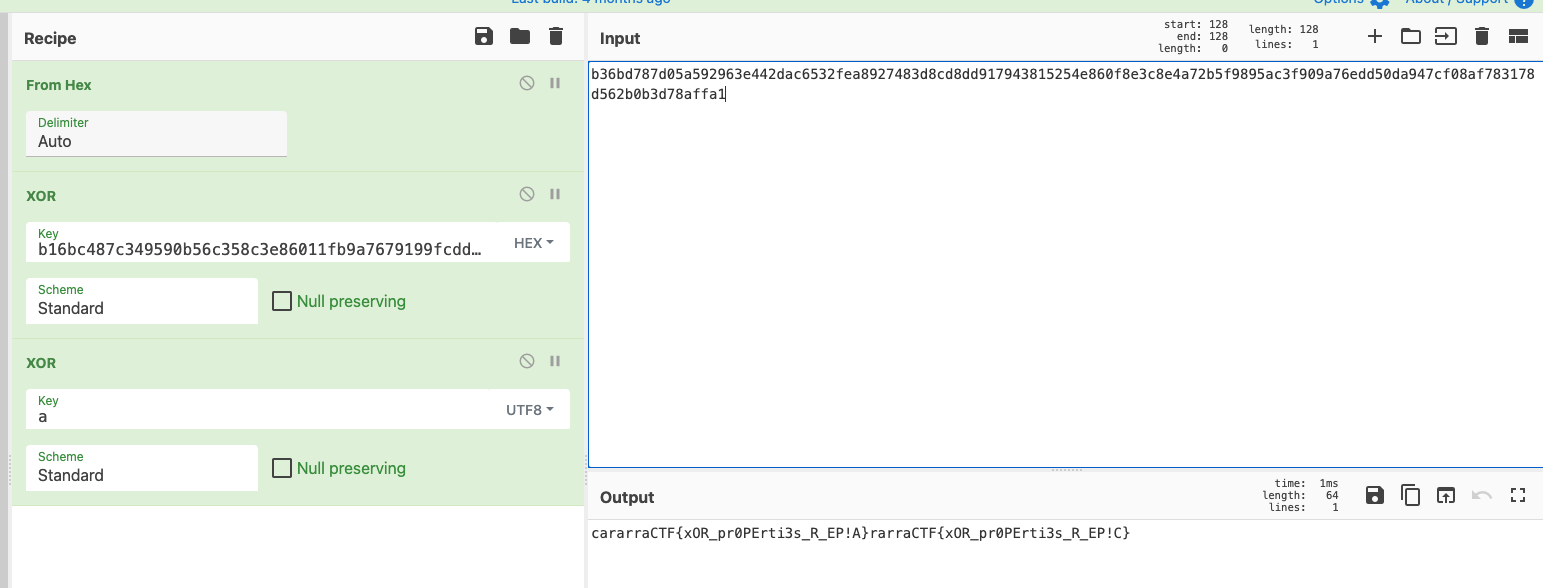 Last build: 4 months ago
Options
About / Support
Recipe
From Hex
Delimiter
Auto
XOR
Key
b16bc487c349590b56c358c3e86011fb9a7679199fcdd…
HEX
Scheme
Standard
Null preserving
XOR
Key
a
UTF8
Scheme
Standard
Null preserving
Input
start: 128
end: 128
length: 0
length: 128
lines: 1
b36bd787d05a592963e442dac6532fea8927483d8cd8dd917943815254e860f8e3c8e4a72b5f9895ac3f909a76edd50da947cf08af783178
d562b0b3d78affa1
Output
time: 1ms
length: 64
lines: 1
cararraCTF{xOR_pr0PErti3s_R_EP!A}rarraCTF{xOR_pr0PErti3s_R_EP!C}